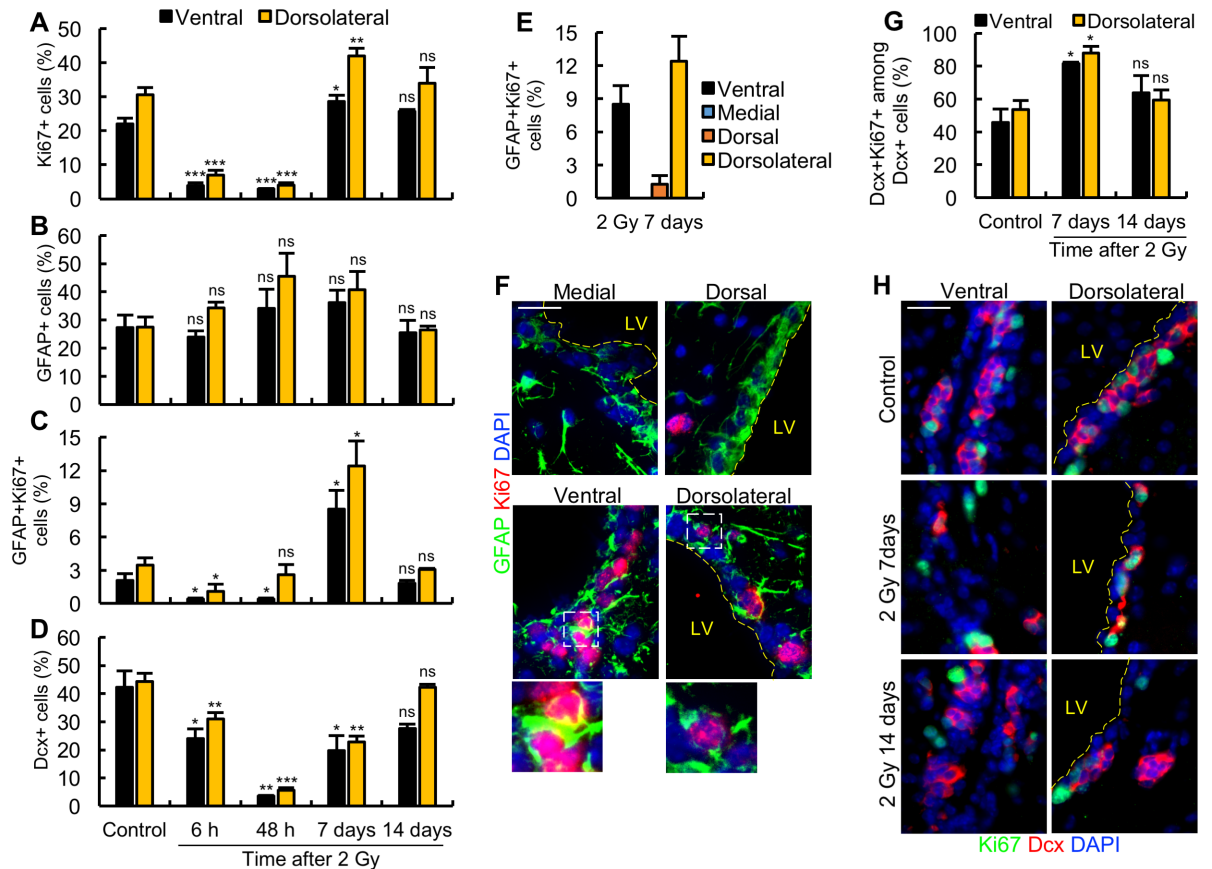 A
Ventral Dorsolateral
Ki67+ cells (%)
50
40
30
20
10
0
*** ***
*** ***
* **
ns ns
B
GFAP+ cells (%)
60
50
40
30
20
10
0
ns ns
ns ns
ns ns
ns ns
C
GFAP+Ki67+
cells (%)
15
12
9
6
3
0
* *
* ns
* *
ns ns
D
Dcx+ cells (%)
60
50
40
30
20
10
0
* **
** ***
* **
ns ns
Control 6 h 48 h 7 days 14 days
Time after 2 Gy
E
GFAP+Ki67+
cells (%)
15
12
9
6
3
0
2 Gy 7 days
Ventral
Medial
Dorsal
Dorsolateral
F
Medial Dorsal
LV
LV
Ventral Dorsolateral
LV
GFAP Ki67 DAPI
G
Ventral Dorsolateral
Dcx+Ki67+ among
Dcx+ cells (%)
100
80
60
40
20
0
* *
ns ns
Control 7 days 14 days
Time after 2 Gy
H
Ventral Dorsolateral
Control
LV
2 Gy 7days
LV
2 Gy 14 days
LV
Ki67 Dcx DAPI